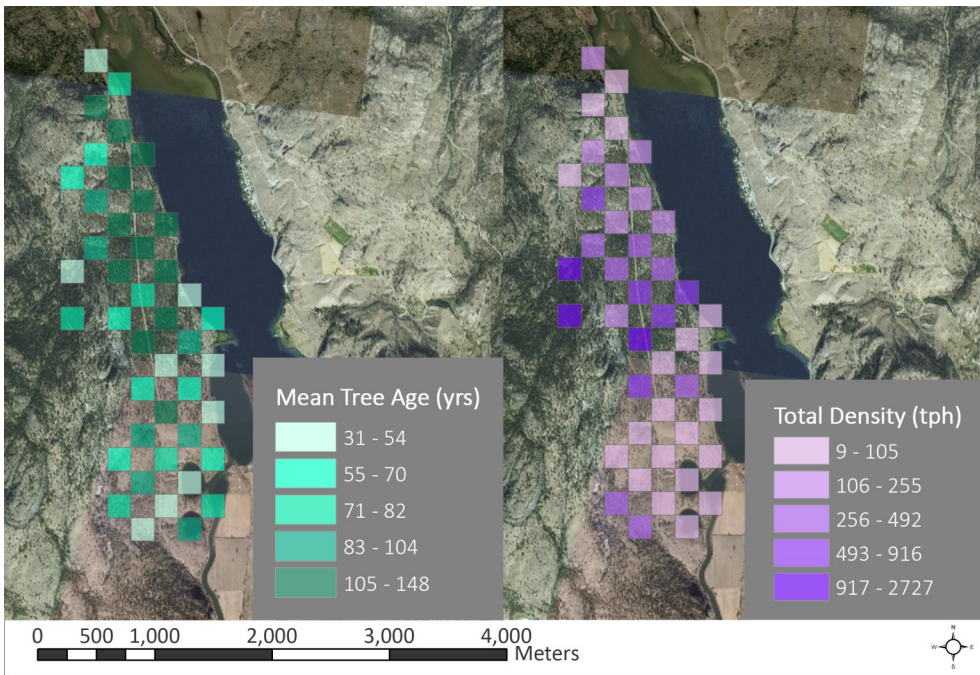 Mean Tree Age (yrs)
31 - 54
55 - 70
71 - 82
83 - 104
105 - 148
Total Density (tph)
9 - 105
106 - 255
256 - 492
493 - 916
917 - 2727
0 500 1,000 2,000 3,000 4,000
Meters
N
W E
S